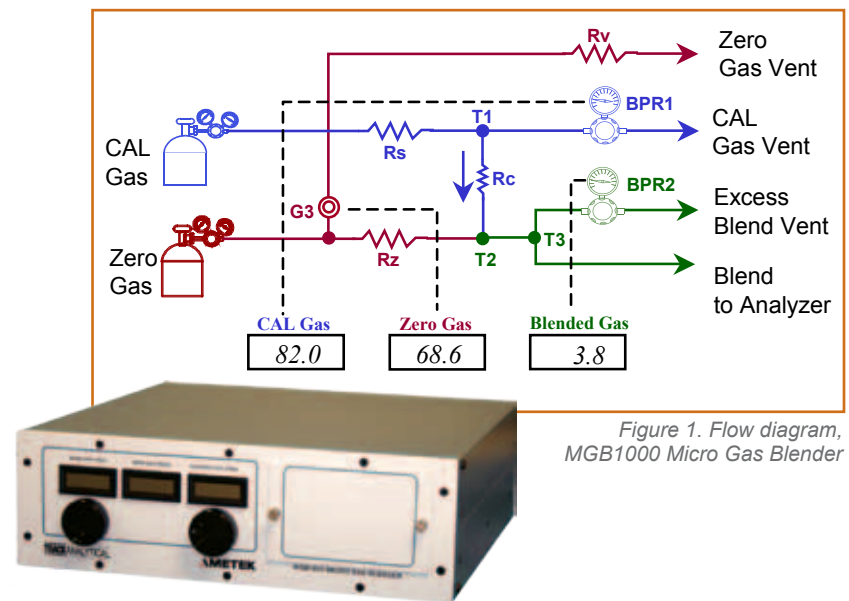 Rv
Zero
Gas Vent
T1
BPR1
CAL
Gas Vent
CAL
Gas
Rs
Rc
BPR2
Excess
Blend Vent
G3
Zero
Gas
Rz
T2
T3
Blend
to Analyzer
CAL Gas
Zero Gas
Blended Gas
82.0
68.6
3.8
Figure 1. Flow diagram,
MGB1000 Micro Gas Blender
ANALYTICAL
AMETEK